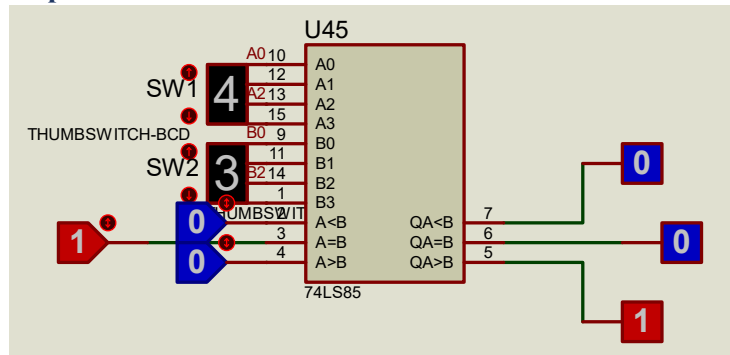 U45
A0 10 A0
12 A1
SW1 4 A2 13 A2
15 A3
THUMBSWITCH-BCD B0 9 B0
11 B1
SW2 3 B2 14 B2
1 B3
0 THUMBSWIT 2 A<B QA<B 7 0
1 3 A=B QA=B 6 0
0 4 A>B QA>B 5
74LS85
1